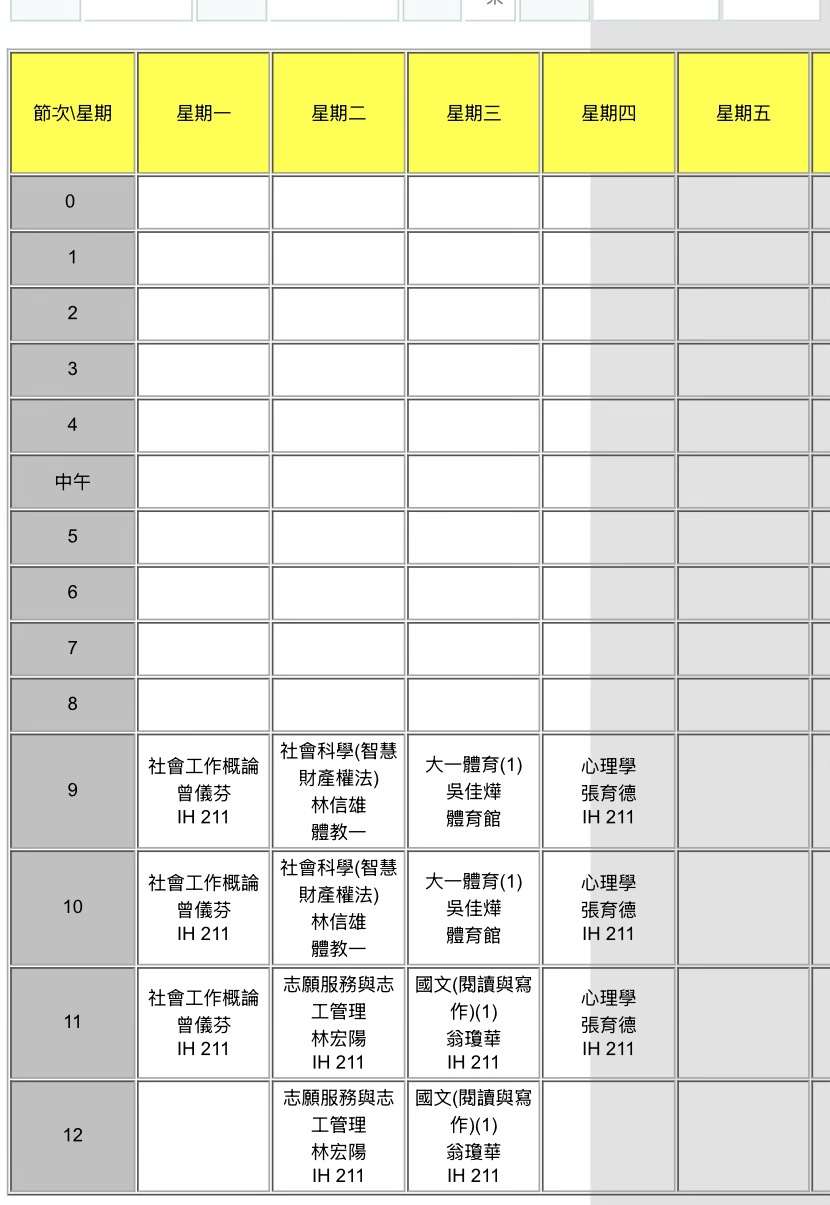 節次\星期 星期一 星期二 星期三 星期四 星期五
0
1
2
3
4
中午
5
6
7
8
9
社會工作概論
曾儀芬
IH 211
社會科學(智慧
財產權法)
林信雄
體教一
大一體育(1)
吳佳燁
體育館
心理學
張育德
IH 211
10
社會工作概論
曾儀芬
IH 211
社會科學(智慧
財產權法)
林信雄
體教一
大一體育(1)
吳佳燁
體育館
心理學
張育德
IH 211
11
社會工作概論
曾儀芬
IH 211
志願服務與志
工管理
林宏陽
IH 211
國文(閱讀與寫
作)(1)
翁瓊華
IH 211
心理學
張育德
IH 211
12
志願服務與志
工管理
林宏陽
IH 211
國文(閱讀與寫
作)(1)
翁瓊華
IH 211